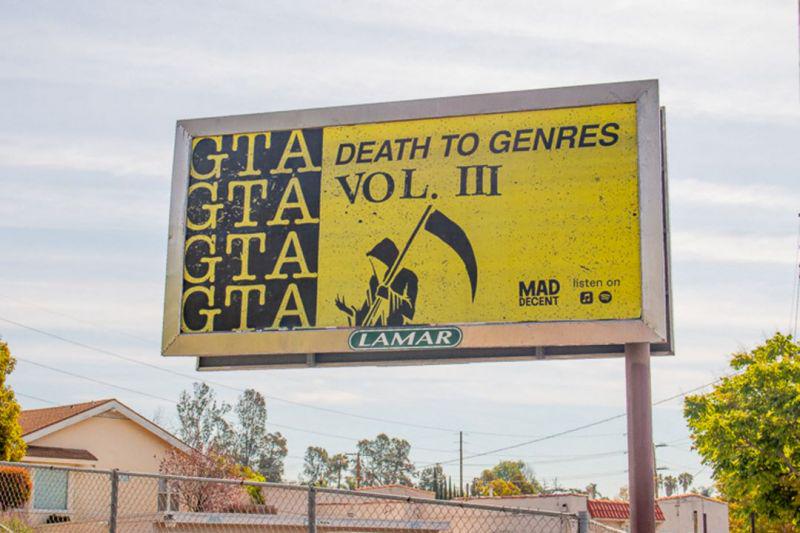 GTA
GTA
GTA
GTA
DEATH TO GENRES
VOL. III
MAD
DECENT
listen on
LAMAR